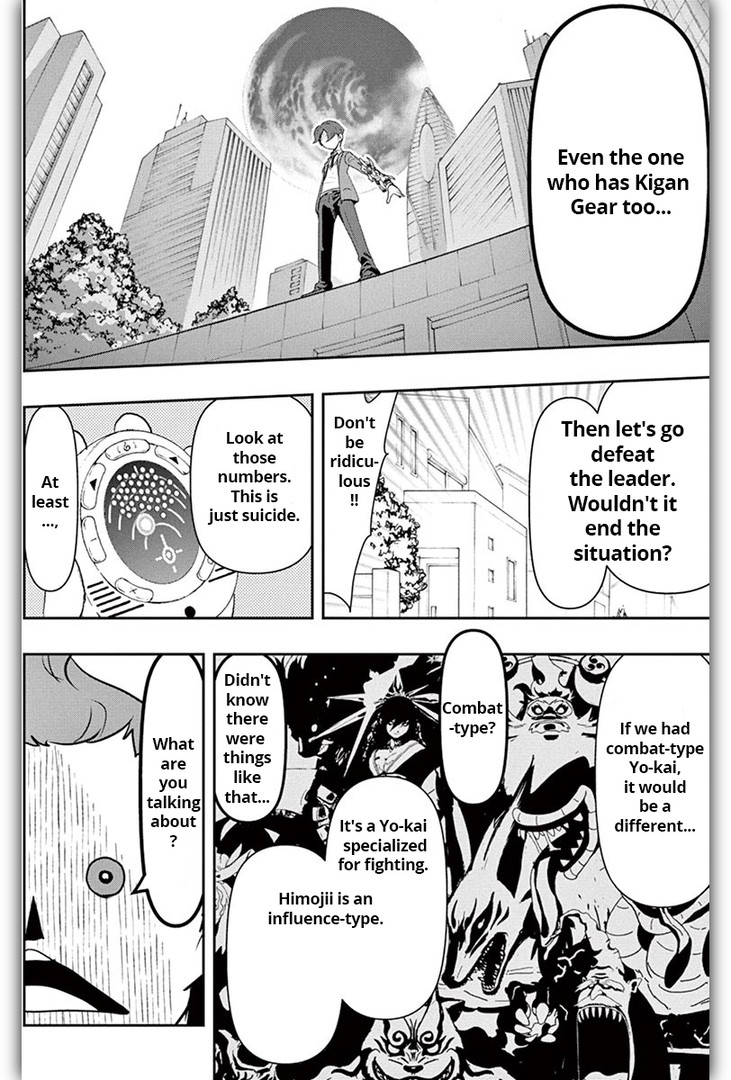 Even the one
who has Kigan
Gear too...
Then let's go
defeat
the leader.
Wouldn't it
end the
situation?
Don't
be
ridicu-
lous
!!
Look at
those
numbers.
This is
just suicide.
At
least
...,
If we had
combat-type
Yo-kai,
it would
be a
different...
Combat
-type?
It's a Yo-kai
specialized
for fighting.
Himojii is an
influence-type.
Didn't
know
there
were
things
like
that...
What
are
you
talking
about
?